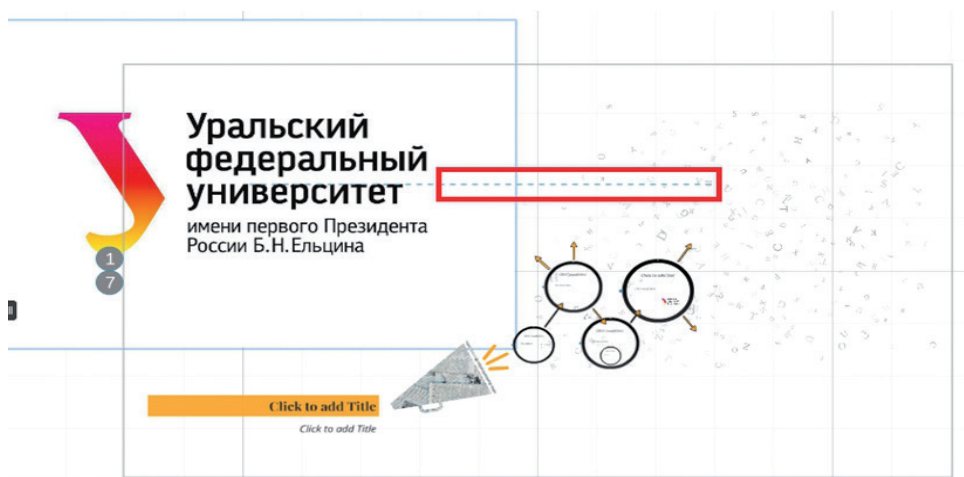 Уральский
федеральный
университет
имени первого Президента
России Б.Н.Ельцина
1
7
Click to add Title
Click to add Title